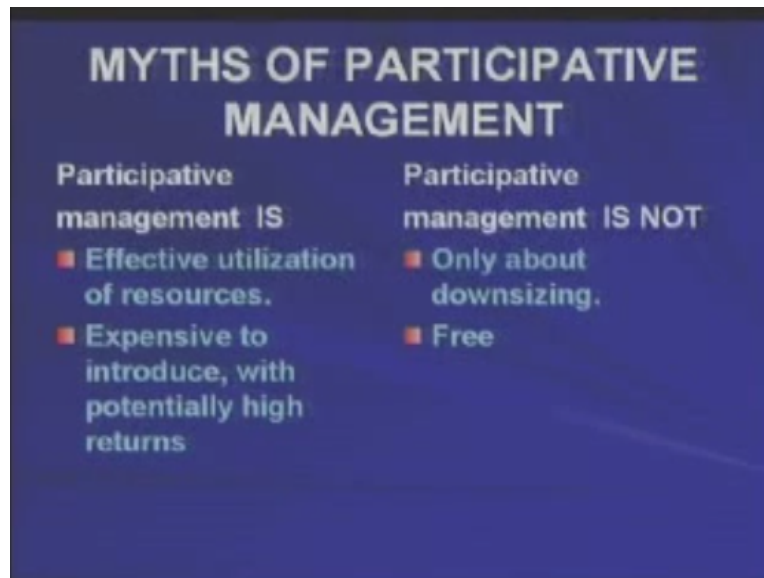 MYTHS OF PARTICIPATIVE
MANAGEMENT
Participative
management IS
Effective utilization
of resources.
Expensive to
introduce, with
potentially high
returns
Participative
management IS NOT
Only about
downsizing.
Free